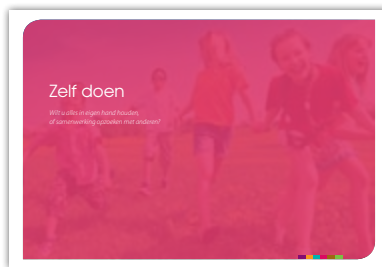 Zelf doen
Wilt u alles in eigen hand houden,
of samenwerking opzoeken met anderen?